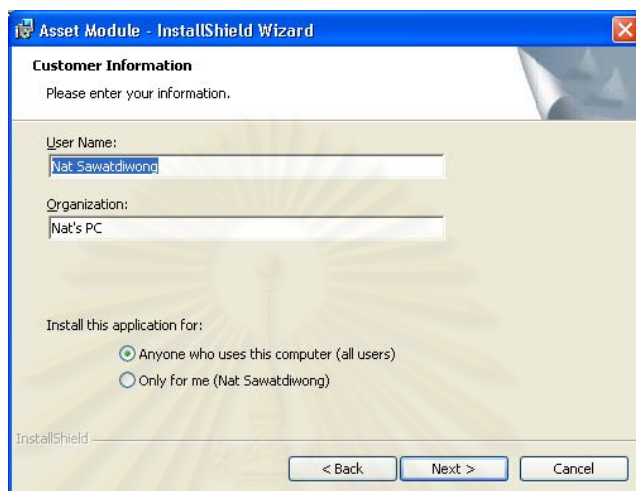 Asset Module - InstallShield Wizard
Customer Information
Please enter your information.
User Name:
Nat Sawatdiwong
Organization:
Nat's PC
Install this application for:
Anyone who uses this computer (all users)
Only for me (Nat Sawatdiwong)
InstallShield
< Back Next > Cancel